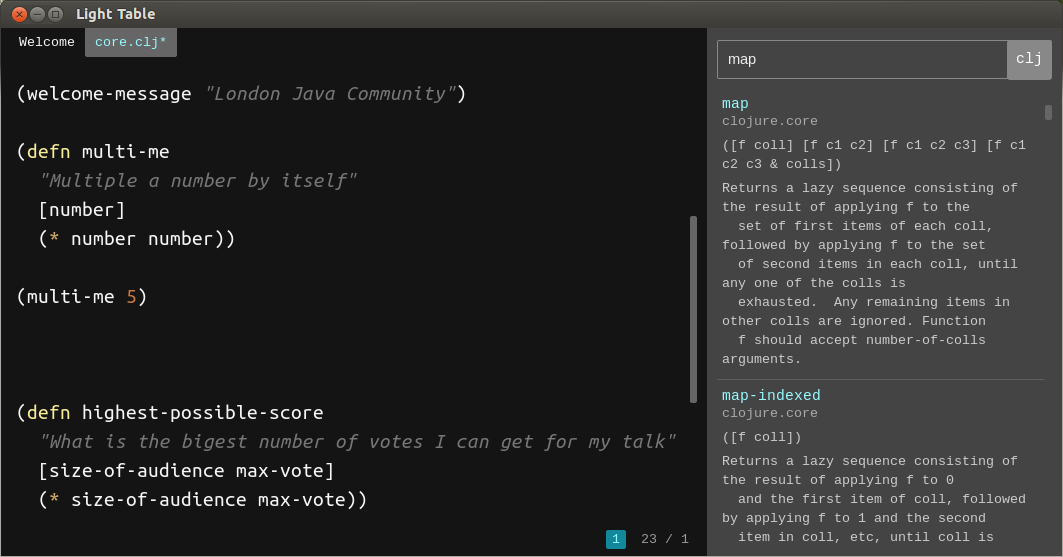 Light Table
Welcome core.clj*
(welcome-message "London Java Community")
(defn multi-me
"Multiple a number by itself"
[number]
(* number number))
(multi-me 5)
(defn highest-possible-score
"What is the bigest number of votes I can get for my talk"
[size-of-audience max-vote]
(* size-of-audience max-vote))
1 23 / 1
map clj
map
clojure.core
([f coll] [f c1 c2] [f c1 c2 c3] [f c1
c2 c3 & colls])
Returns a lazy sequence consisting of
the result of applying f to the
set of first items of each coll,
followed by applying f to the set
of second items in each coll, until
any one of the colls is
exhausted.  Any remaining items in
other colls are ignored. Function
f should accept number-of-colls
arguments.
map-indexed
clojure.core
([f coll])
Returns a lazy sequence consisting of
the result of applying f to 0
and the first item of coll, followed
by applying f to 1 and the second
item in coll, etc, until coll is